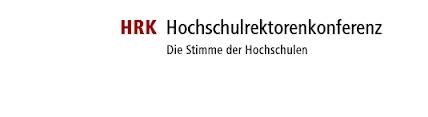 HRK Hochschulrektorenkonferenz
Die Stimme der Hochschulen